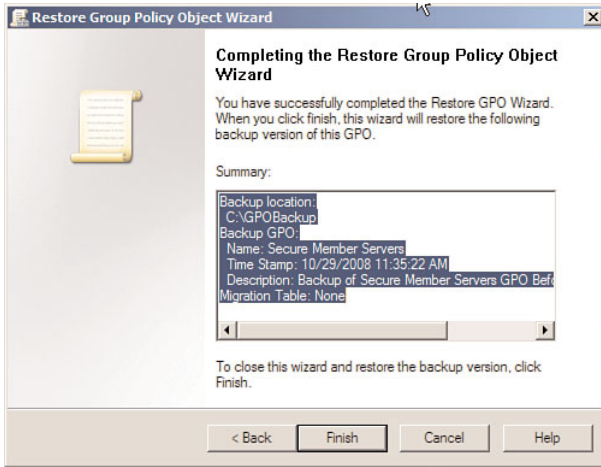 Restore Group Policy Object Wizard
Completing the Restore Group Policy Object
Wizard
You have successfully completed the Restore GPO Wizard.
When you click finish, this wizard will restore the following
backup version of this GPO.
Summary:
Backup location:
C:\GPOBackup
Backup GPO:
Name: Secure Member Servers
Time Stamp: 10/29/2008 11:35:22 AM
Description: Backup of Secure Member Servers GPO Befo
Migration Table: None
To close this wizard and restore the backup version, click
Finish.
< Back Finish Cancel Help